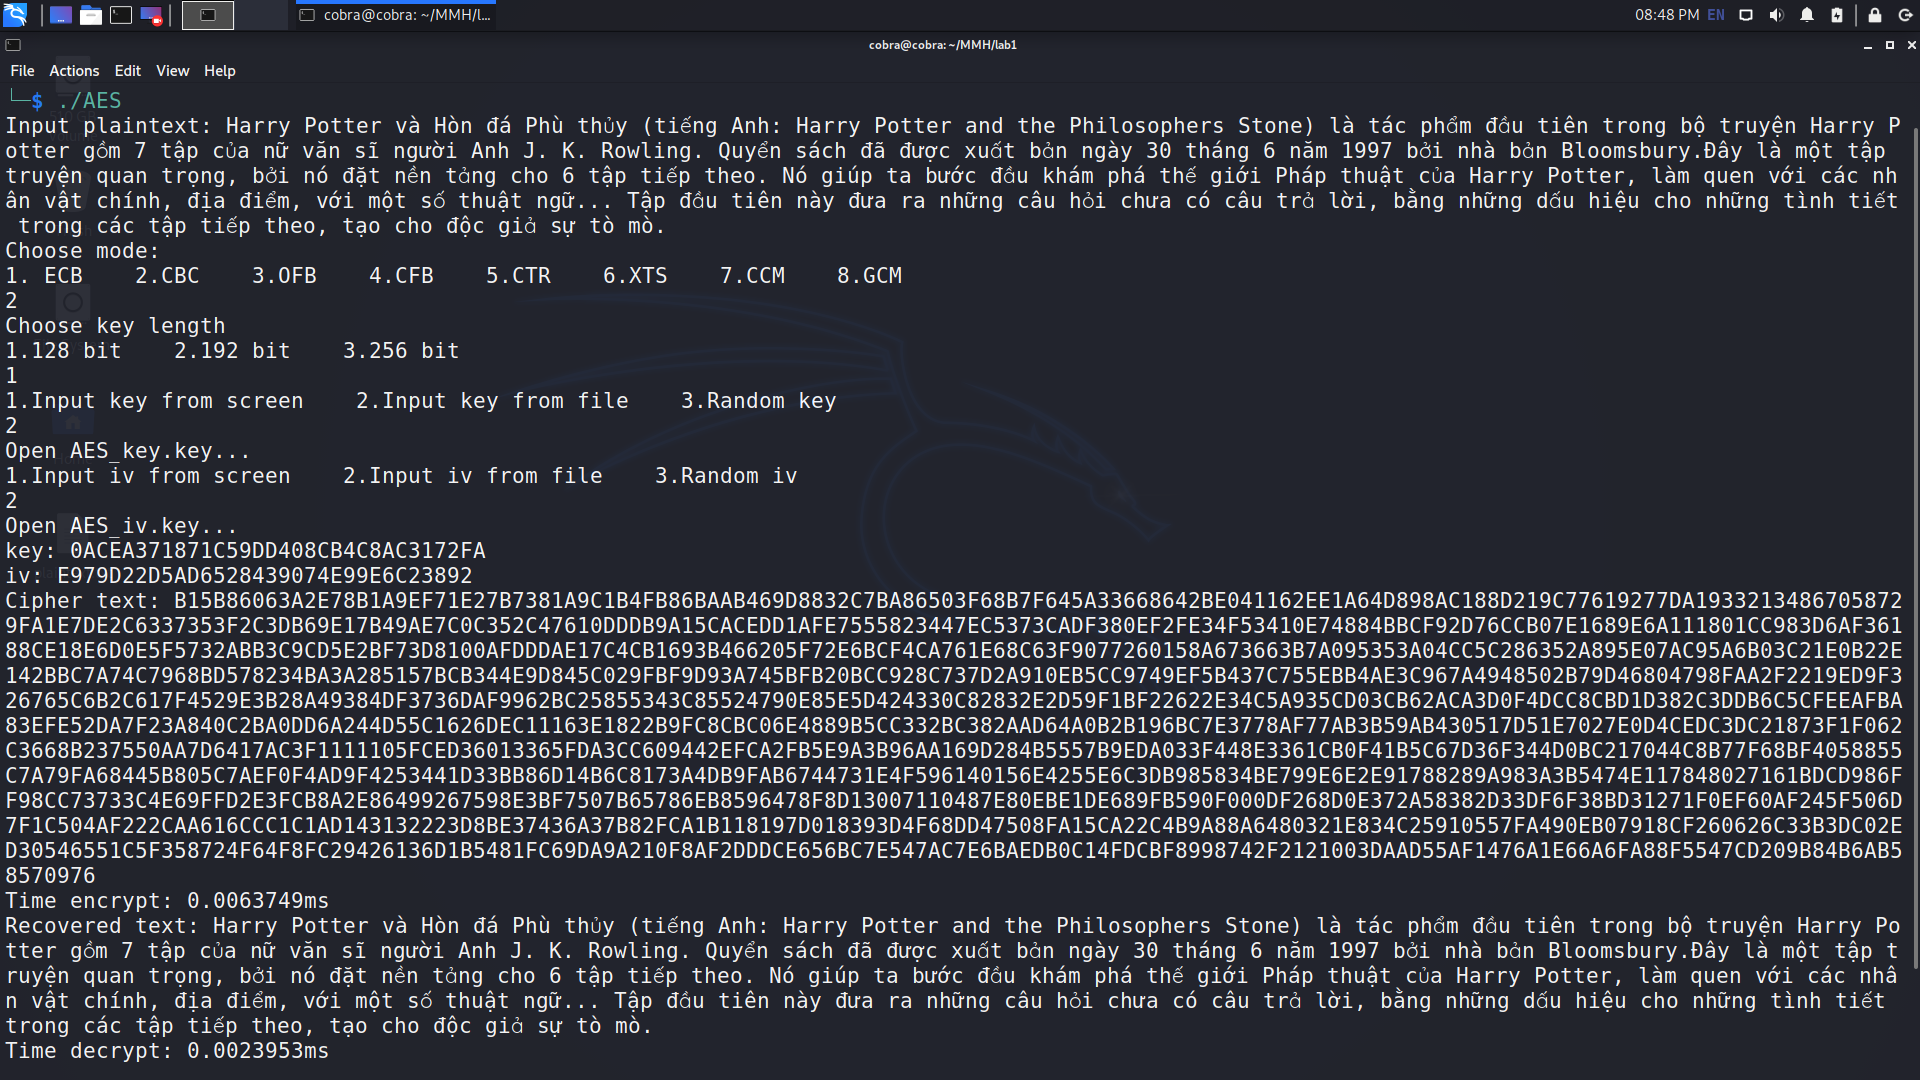 cobra@cobra: ~/MMH/l...
08:48 PM EN
cobra@cobra: ~/MMH/lab1
File Actions Edit View Help
└─$ ./AES
Input plaintext: Harry Potter và Hòn đá Phù thủy (tiếng Anh: Harry Potter and the Philosophers Stone) là tác phẩm đầu tiên trong bộ truyện Harry P
otter gồm 7 tập của nữ văn sĩ người Anh J. K. Rowling. Quyển sách đã được xuất bản ngày 30 tháng 6 năm 1997 bởi nhà bản Bloomsbury.Đây là một tập
truyện quan trọng, bởi nó đặt nền tảng cho 6 tập tiếp theo. Nó giúp ta bước đầu khám phá thế giới Pháp thuật của Harry Potter, làm quen với các nh
ân vật chính, địa điểm, với một số thuật ngữ... Tập đầu tiên này đưa ra những câu hỏi chưa có câu trả lời, bằng những dấu hiệu cho những tình tiết
trong các tập tiếp theo, tạo cho độc giả sự tò mò.
Choose mode:
1. ECB 2.CBC 3.OFB 4.CFB 5.CTR 6.XTS 7.CCM 8.GCM
2
Choose key length
1.128 bit 2.192 bit 3.256 bit
1
1.Input key from screen 2.Input key from file 3.Random key
2
Open AES_key.key...
1.Input iv from screen 2.Input iv from file 3.Random iv
2
Open AES_iv.key...
key: 0ACEA371871C59DD408CB4C8AC3172FA
iv: E979D22D5AD6528439074E99E6C23892
Cipher text: B15B86063A2E78B1A9EF71E27B7381A9C1B4FB86BAAB469D8832C7BA86503F68B7F645A33668642BE041162EE1A64D898AC188D219C77619277DA1933213486705872
9FA1E7DE2C6337353F2C3DB69E17B49AE7C0C352C47610DDDB9A15CACEDD1AFE7555823447EC5373CADF380EF2FE34F53410E74884BBCF92D76CCB07E1689E6A111801CC983D6AF361
88CE18E6D0E5F5732ABB3C9CD5E2BF73D8100AFDDDAE17C4CB1693B466205F72E6BCF4CA761E68C63F9077260158A673663B7A095353A04CC5C286352A895E07AC95A6B03C21E0B22E
142BBC7A74C7968BD578234BA3A285157BCB344E9D845C029FBF9D93A745BFB20BCC928C737D2A910EB5CC9749EF5B437C755EBB4AE3C967A4948502B79D46804798FAA2F2219ED9F3
26765C6B2C617F4529E3B28A49384DF3736DAF9962BC25855343C85524790E85E5D424330C82832E2D59F1BF22622E34C5A935CD03CB62ACA3D0F4DCC8CBD1D382C3DDB6C5CFEEAFBA
83EFE52DA7F23A840C2BA0DD6A244D55C1626DEC11163E1822B9FC8CBC06E4889B5CC332BC382AAD64A0B2B196BC7E3778AF77AB3B59AB430517D51E7027E0D4CEDC3DC21873F1F062
C3668B237550AA7D6417AC3F1111105FCED36013365FDA3CC609442EFCA2FB5E9A3B96AA169D284B5557B9EDA033F448E3361CB0F41B5C67D36F344D0BC217044C8B77F68BF4058855
C7A79FA68445B805C7AEF0F4AD9F4253441D33BB86D14B6C8173A4DB9FAB6744731E4F596140156E4255E6C3DB985834BE799E6E2E91788289A983A3B5474E117848027161BDCD986F
F98CC73733C4E69FFD2E3FCB8A2E86499267598E3BF7507B65786EB8596478F8D13007110487E80EBE1DE689FB590F000DF268D0E372A58382D33DF6F38BD31271F0EF60AF245F506D
7F1C504AF222CAA616CCC1C1AD143132223D8BE37436A37B82FCA1B118197D018393D4F68DD47508FA15CA22C4B9A88A6480321E834C25910557FA490EB07918CF260626C33B3DC02E
D30546551C5F358724F64F8FC29426136D1B5481FC69DA9A210F8AF2DDDCE656BC7E547AC7E6BAEDB0C14FDCBF8998742F2121003DAAD55AF1476A1E66A6FA88F5547CD209B84B6AB5
8570976
Time encrypt: 0.0063749ms
Recovered text: Harry Potter và Hòn đá Phù thủy (tiếng Anh: Harry Potter and the Philosophers Stone) là tác phẩm đầu tiên trong bộ truyện Harry Po
tter gồm 7 tập của nữ văn sĩ người Anh J. K. Rowling. Quyển sách đã được xuất bản ngày 30 tháng 6 năm 1997 bởi nhà bản Bloomsbury.Đây là một tập t
ruyện quan trọng, bởi nó đặt nền tảng cho 6 tập tiếp theo. Nó giúp ta bước đầu khám phá thế giới Pháp thuật của Harry Potter, làm quen với các nhâ
n vật chính, địa điểm, với một số thuật ngữ... Tập đầu tiên này đưa ra những câu hỏi chưa có câu trả lời, bằng những dấu hiệu cho những tình tiết
trong các tập tiếp theo, tạo cho độc giả sự tò mò.
Time decrypt: 0.0023953ms